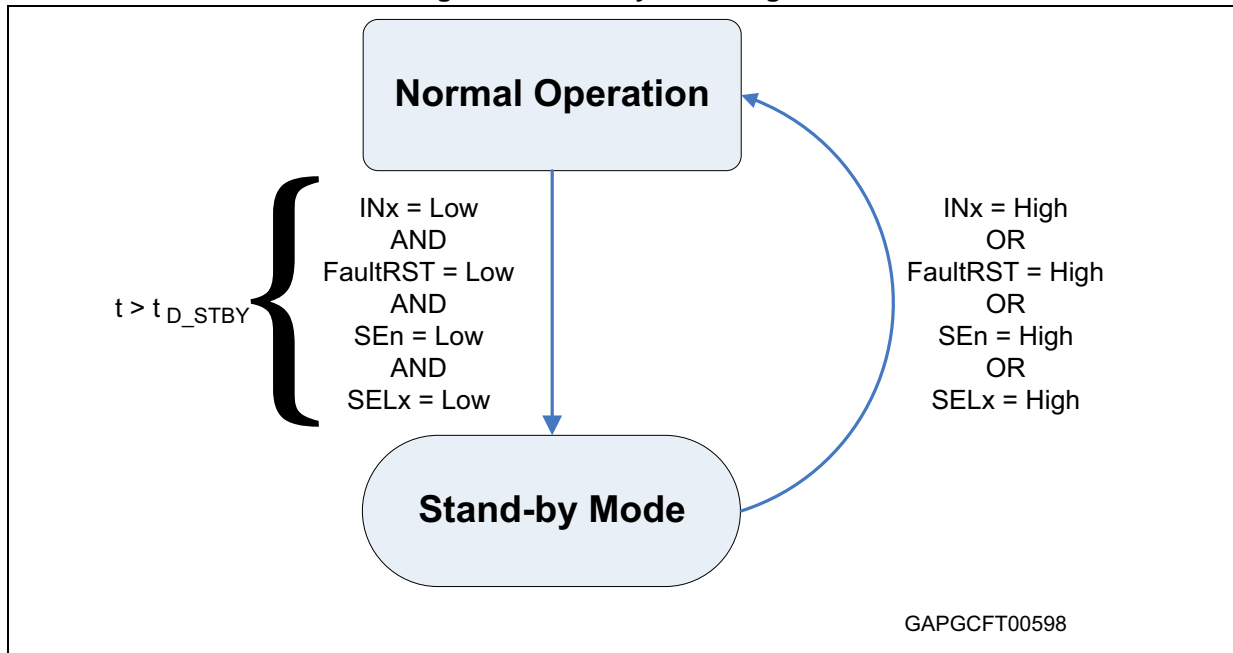 Normal Operation
t > t D_STBY
{
INx = Low
AND
FaultRST = Low
AND
SEn = Low
AND
SELx = Low
INx = High
OR
FaultRST = High
OR
SEn = High
OR
SELx = High
Stand-by Mode
GAPGCFT00598